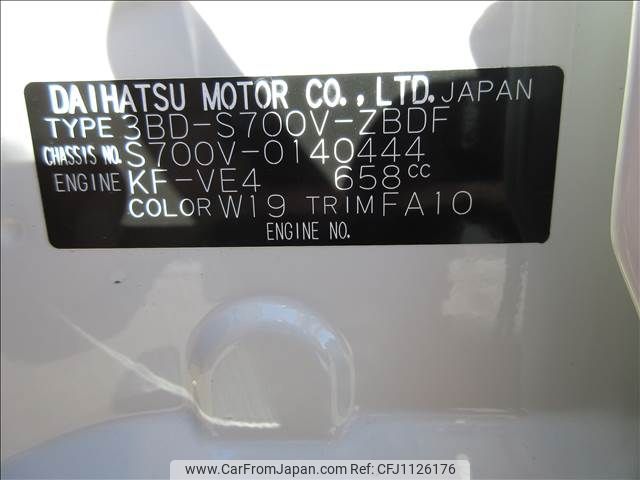 DAIHATSU MOTOR CO.,LTD. JAPAN
TYPE 3BD-S700V-ZBDF
CHASSIS NO. S700V-0140444
ENGINE KF-VE4 658cc
COLOR W19 TRIM FA10
ENGINE NO.
www.CarFromJapan.com CFJ1126176